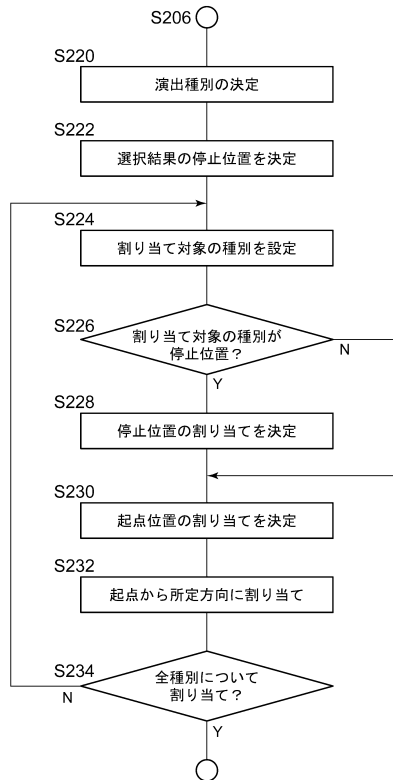 S206
S220
演出種別の決定
S222
選択結果の停止位置を決定
S224
割り当て対象の種別を設定
S226
割り当て対象の種別が
停止位置？
N
Y
S228
停止位置の割り当てを決定
S230
起点位置の割り当てを決定
S232
起点から所定方向に割り当て
S234
全種別について
割り当て？
N
Y